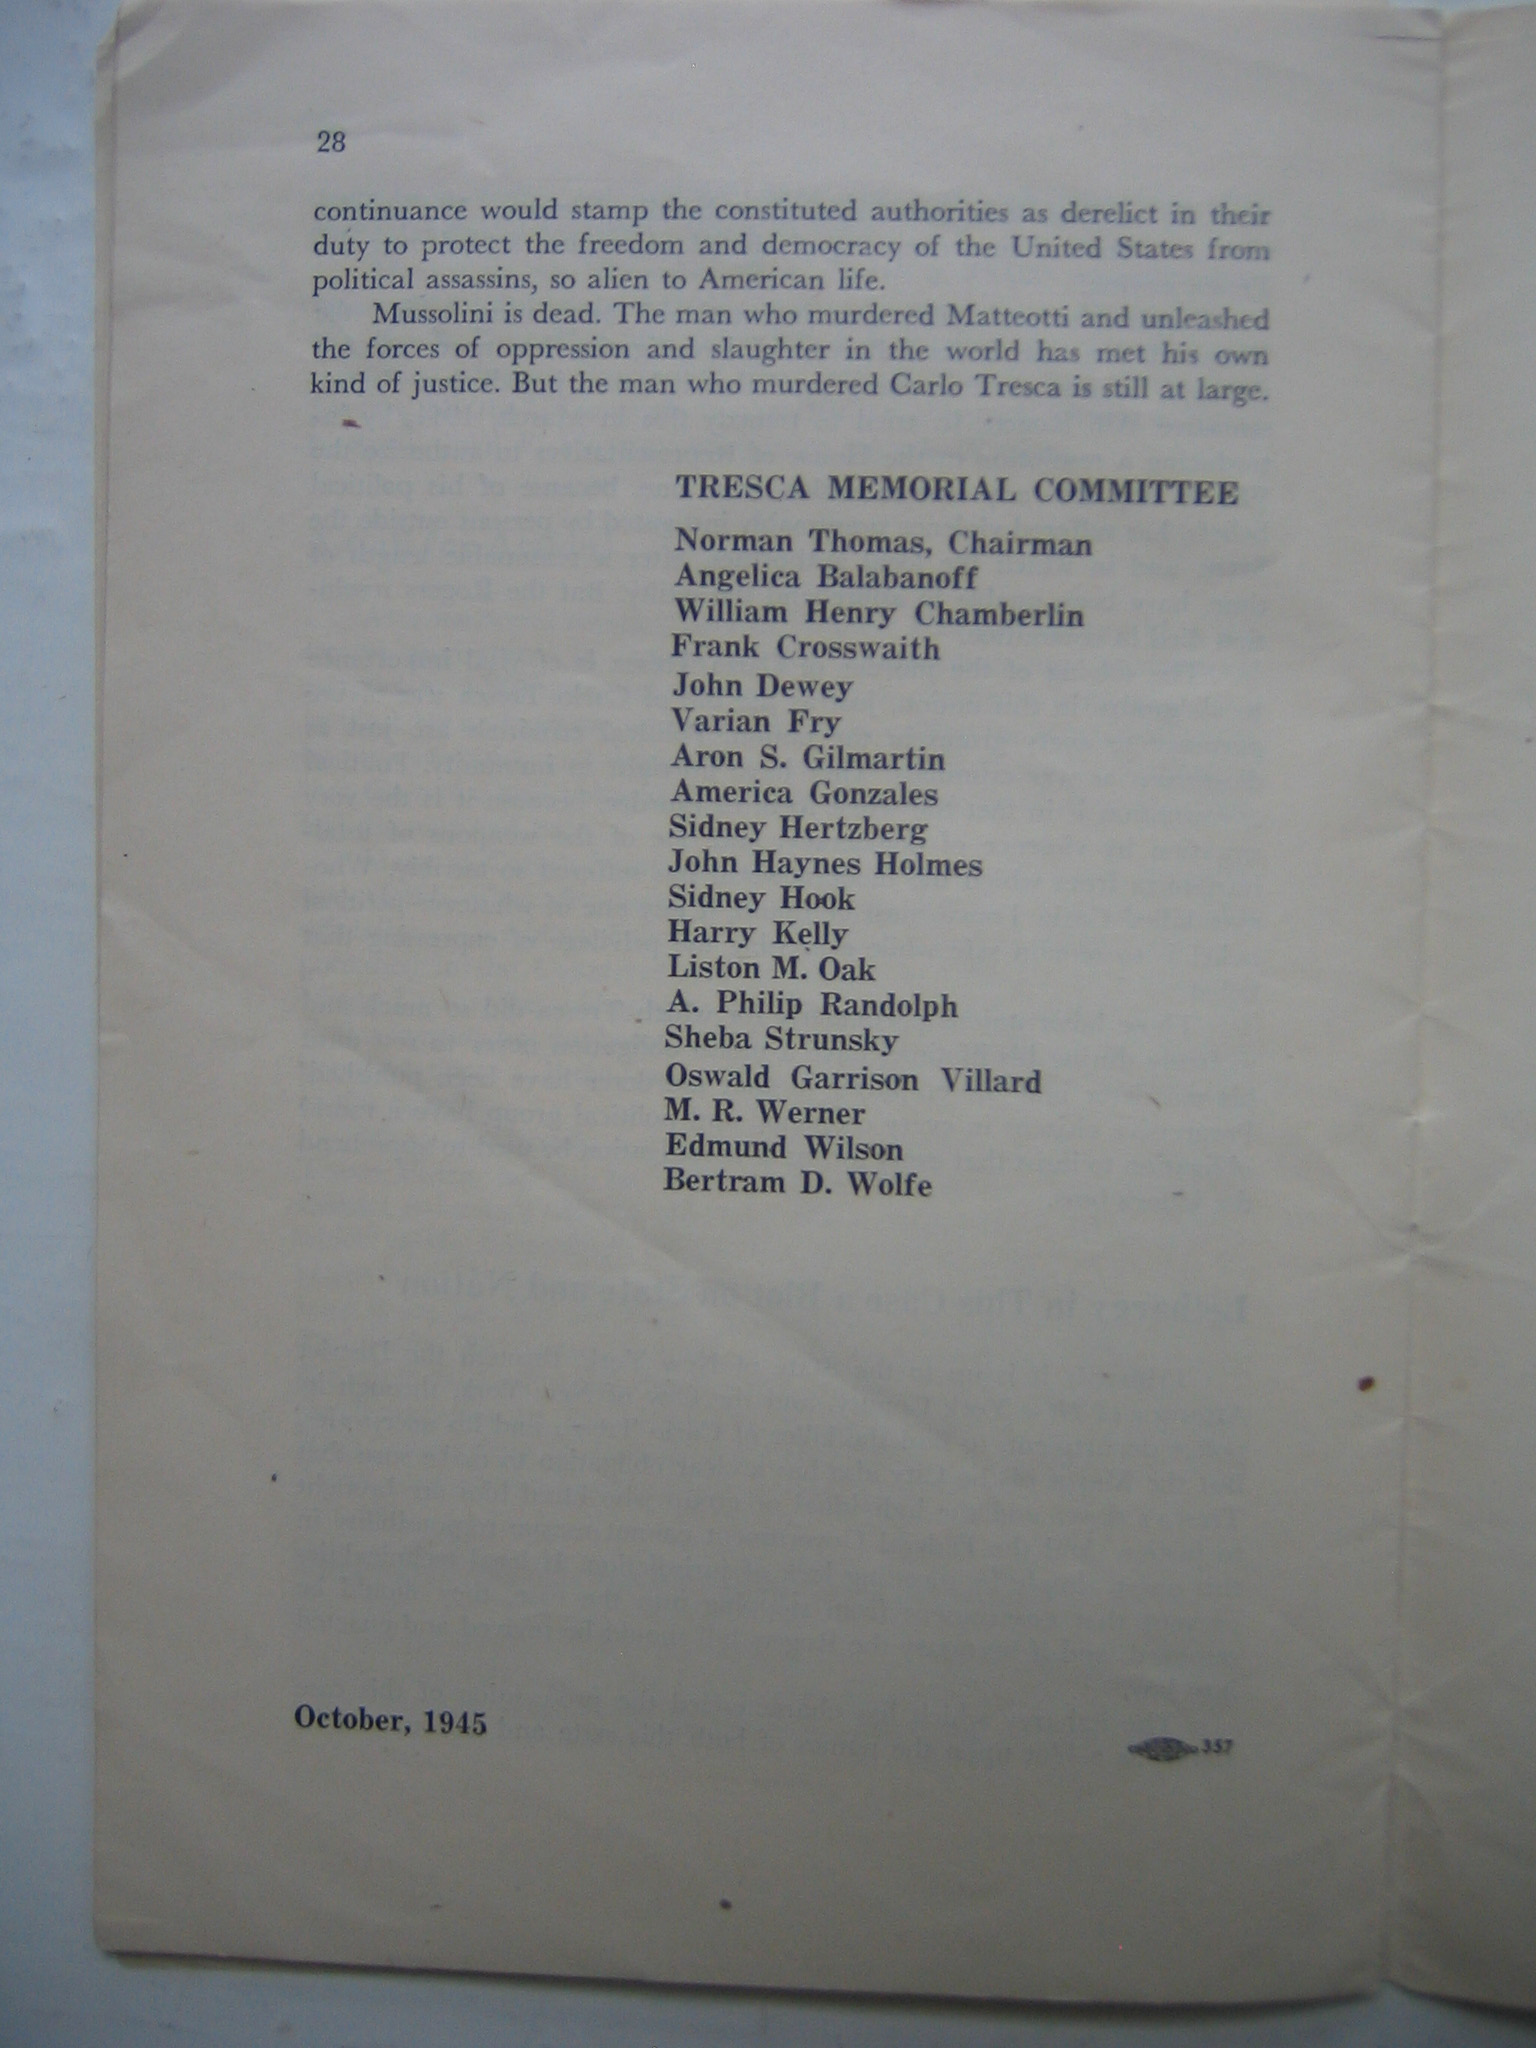 28
continuance would stamp the constituted authorities as derelict in their
duty to protect the freedom and democracy of the United States from
political assassins, so alien to American life.
Mussolini is dead. The man who murdered Matteotti and unleashed
the forces of oppression and slaughter in the world has met his own
kind of justice. But the man who murdered Carlo Tresca is still at large.
TRESCA MEMORIAL COMMITTEE
Norman Thomas, Chairman
Angelica Balabanoff
William Henry Chamberlin
Frank Crosswaith
John Dewey
Varian Fry
Aron S. Gilmartin
America Gonzales
Sidney Hertzberg
John Haynes Holmes
Sidney Hook
Harry Kelly
Liston M. Oak
A. Philip Randolph
Sheba Strunsky
Oswald Garrison Villard
M. R. Werner
Edmund Wilson
Bertram D. Wolfe
October, 1945
357